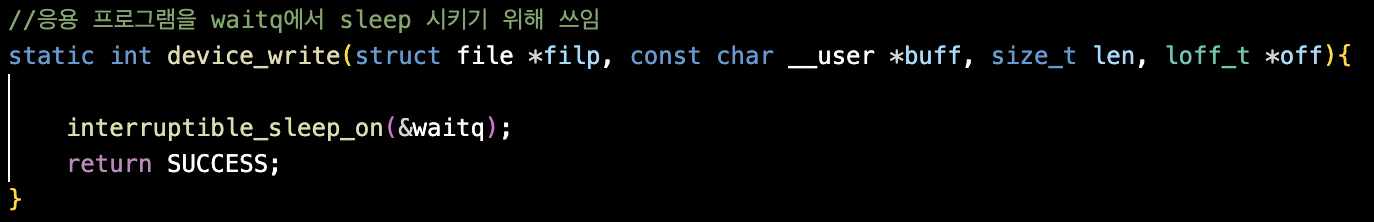 //응용 프로그램을 waitq에서 sleep 시키기 위해 쓰임
static int device_write(struct file *filp, const char __user *buff, size_t len, loff_t *off){
interruptible_sleep_on(&waitq);
return SUCCESS;
}